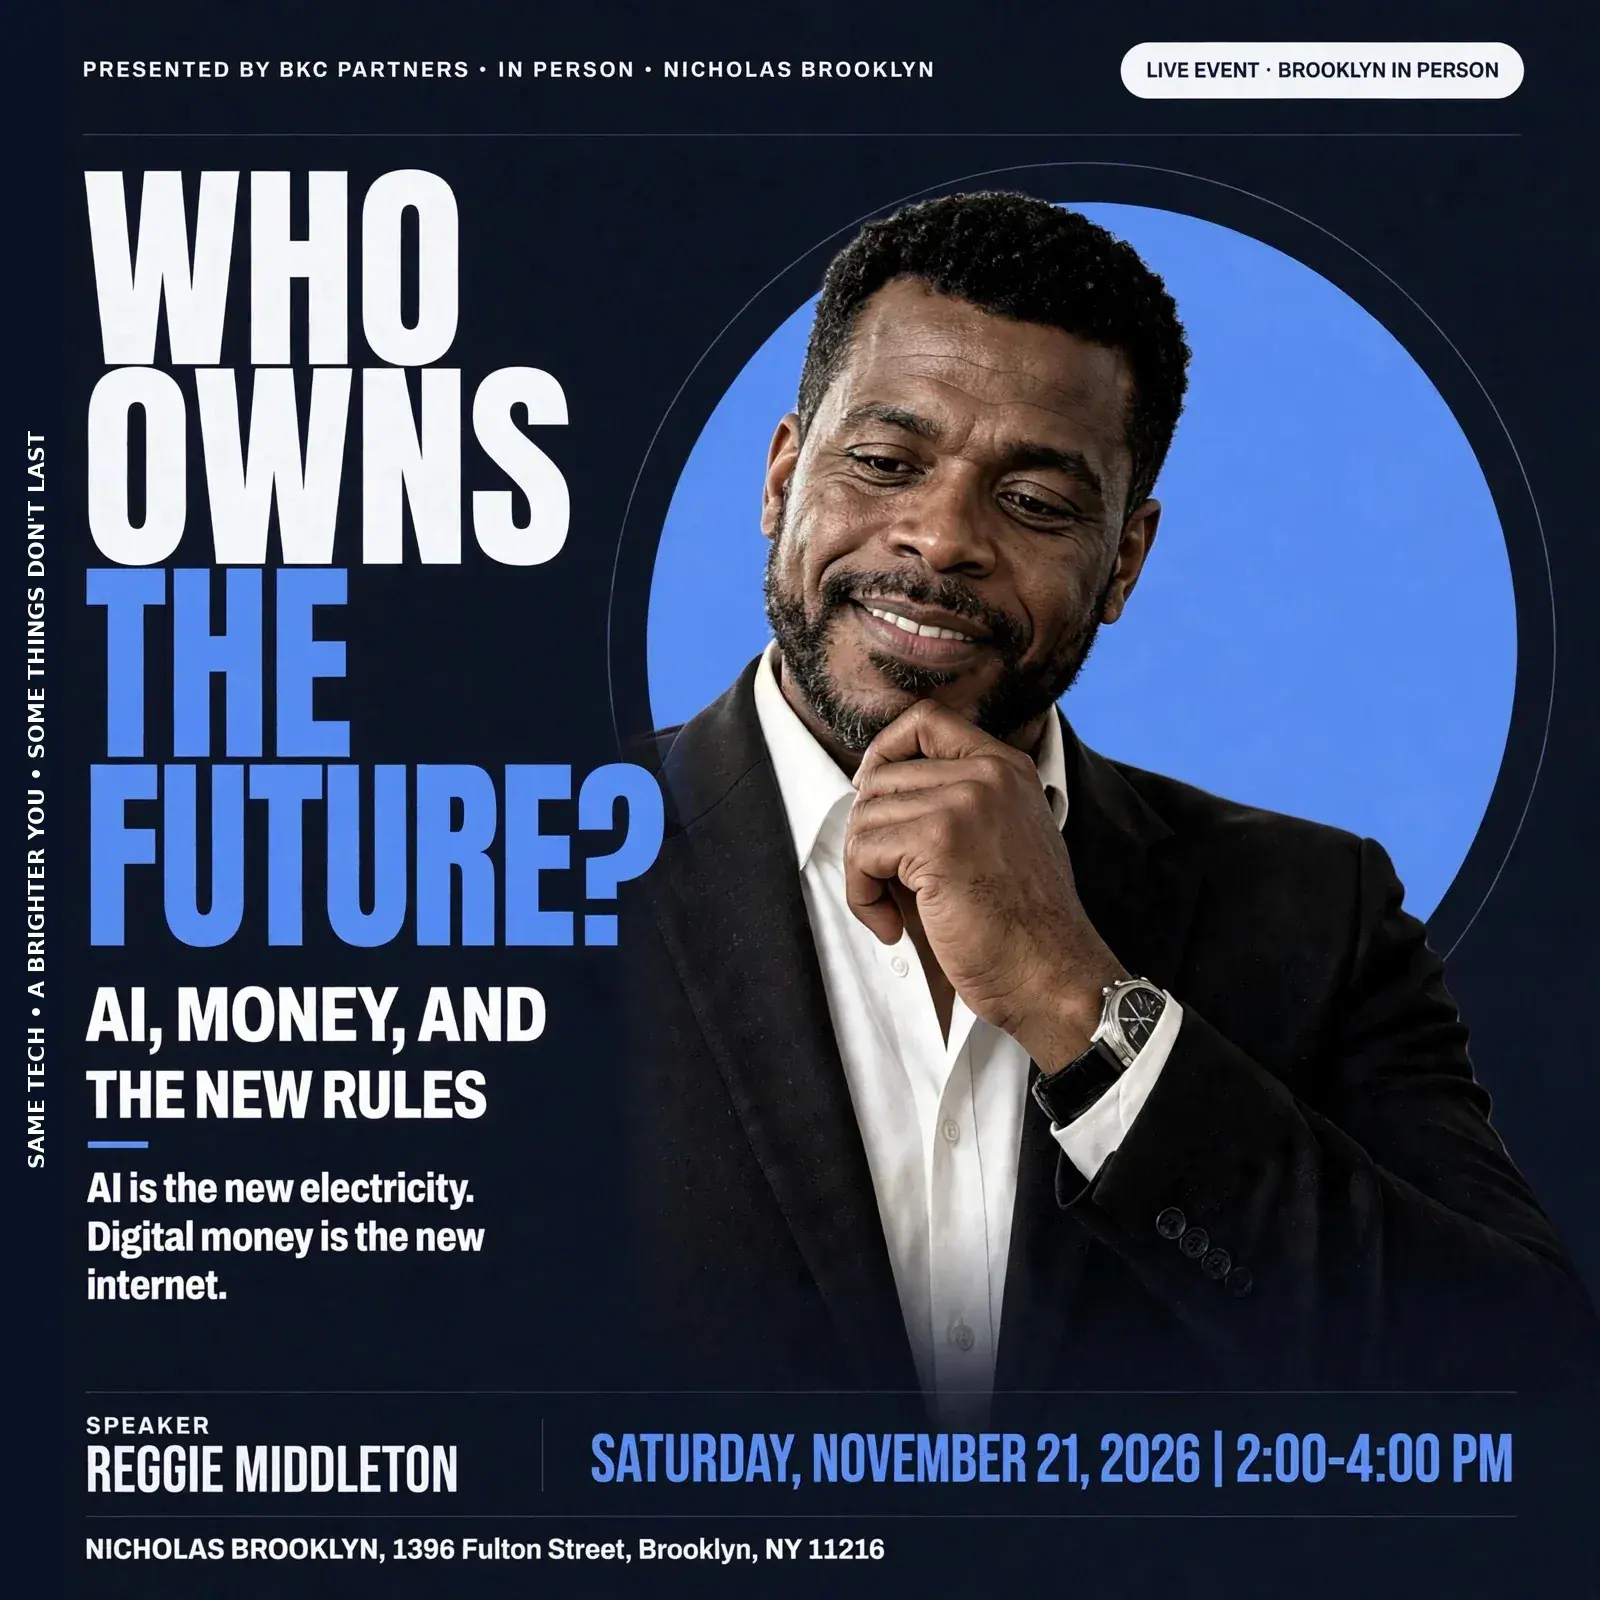 PRESENTED BY BKC PARTNERS • IN PERSON • NICHOLAS BROOKLYN
LIVE EVENT · BROOKLYN IN PERSON
WHO
OWNS
THE
FUTURE?
SAME TECH • A BRIGHTER YOU • SOME THINGS DON'T LAST
AI, MONEY, AND
THE NEW RULES
AI is the new electricity.
Digital money is the new
internet.
SPEAKER
REGGIE MIDDLETON
SATURDAY, NOVEMBER 21, 2026 | 2:00-4:00 PM
NICHOLAS BROOKLYN, 1396 Fulton Street, Brooklyn, NY 11216